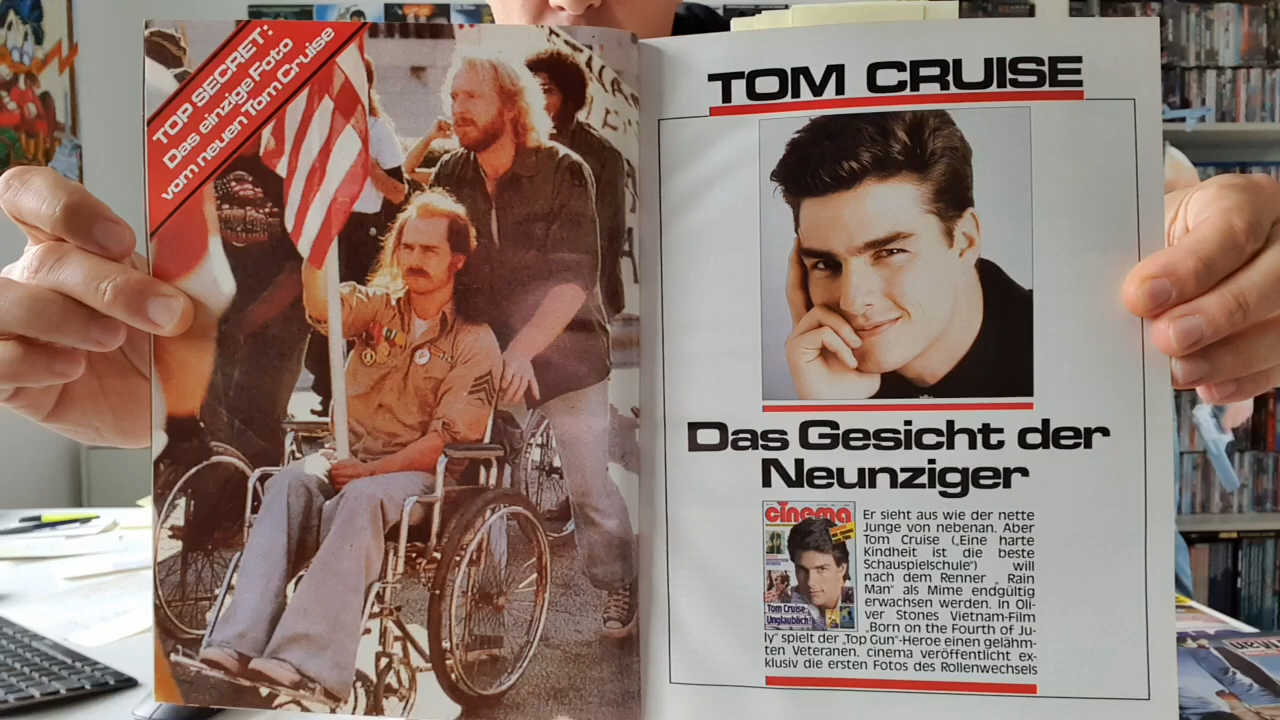 TOP SECRET:
Das einzige Foto
vom neuen Tom Cruise
TOM CRUISE
Das Gesicht der
Neunziger
cinema
Tom Cruise:
Unglaublich!
Er sieht aus wie der nette
Junge von nebenan. Aber
Tom Cruise („Eine harte
Kindheit ist die beste
Schauspielschule“) will
nach dem Renner „Rain
Man“ als Mime endgültig
erwachsen werden. In Oli-
ver Stones Vietnam-Film
„Born on the Fourth of Ju-
ly“ spielt der „Top Gun“-Heroe einen gelähm-
ten Veteranen. cinema veröffentlicht ex-
klusiv die ersten Fotos des Rollenwechsels